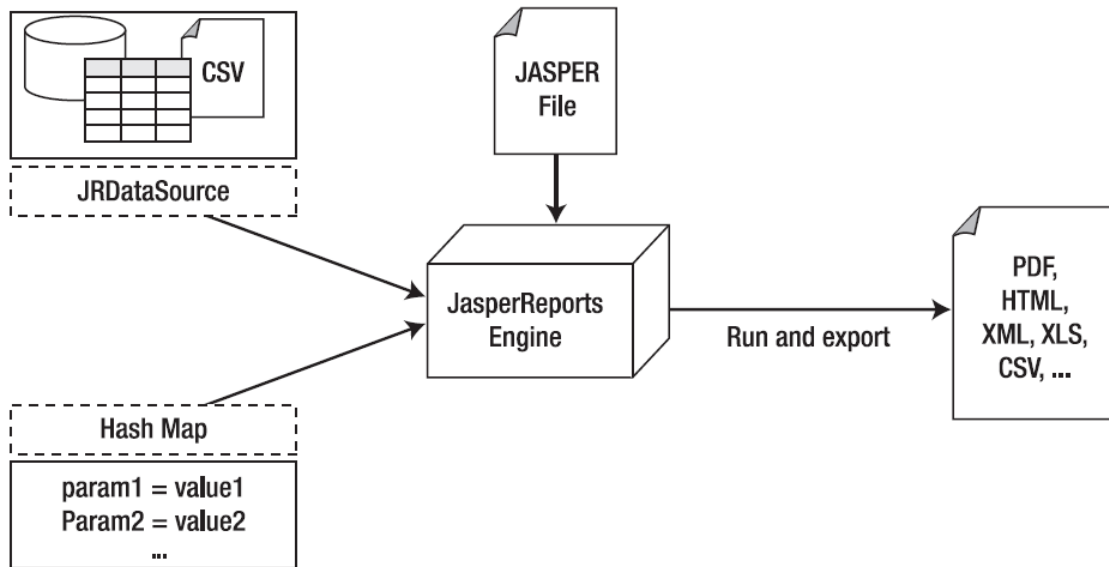 CSV
JRDataSource
JASPER
File
JasperReports
Engine
Run and export
PDF,
HTML,
XML, XLS,
CSV, ...
Hash Map
param1 = value1
Param2 = value2
...